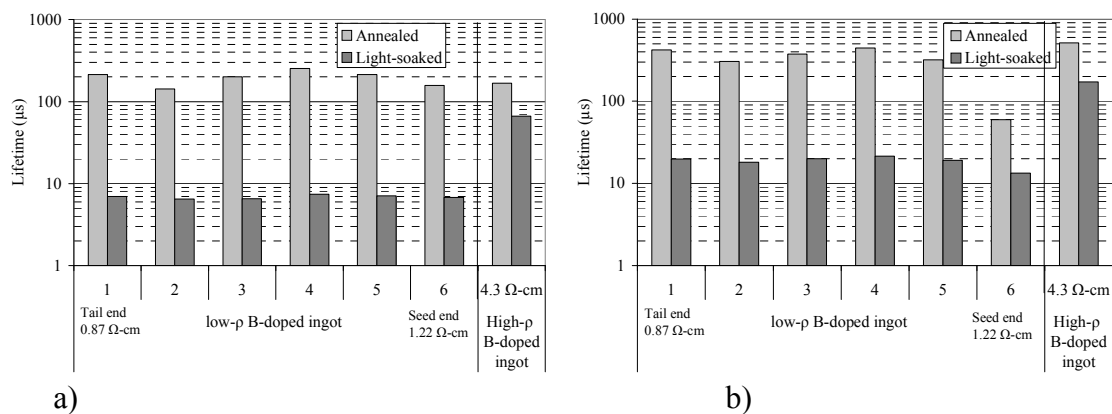 1000
100
10
1
Lifetime (µs)
Annealed
Light-soaked
1 2 3 4 5 6 4.3 Ω-cm
Tail end
0.87 Ω-cm
low-ρ B-doped ingot
Seed end
1.22 Ω-cm
High-ρ
B-doped
ingot
a)
1000
100
10
1
Lifetime (µs)
Annealed
Light-soaked
1 2 3 4 5 6 4.3 Ω-cm
Tail end
0.87 Ω-cm
low-ρ B-doped ingot
Seed end
1.22 Ω-cm
High-ρ
B-doped
ingot
b)